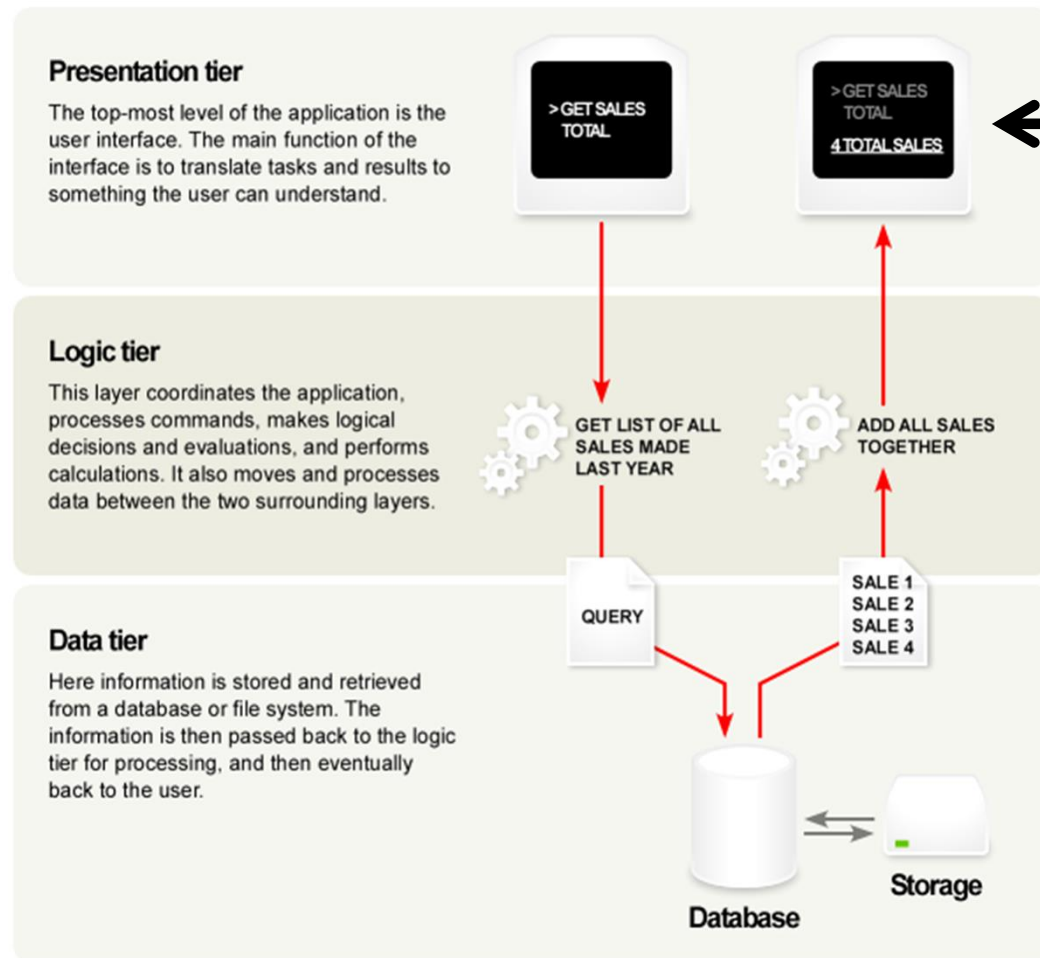 Presentation tier
The top-most level of the application is the
user interface. The main function of the
interface is to translate tasks and results to
something the user can understand.
> GET SALES
TOTAL
> GET SALES
TOTAL
4 TOTAL SALES
Logic tier
This layer coordinates the application,
processes commands, makes logical
decisions and evaluations, and performs
calculations. It also moves and processes
data between the two surrounding layers.
GET LIST OF ALL
SALES MADE
LAST YEAR
ADD ALL SALES
TOGETHER
Data tier
Here information is stored and retrieved
from a database or file system. The
information is then passed back to the logic
tier for processing, and then eventually
back to the user.
QUERY
SALE 1
SALE 2
SALE 3
SALE 4
Database
Storage